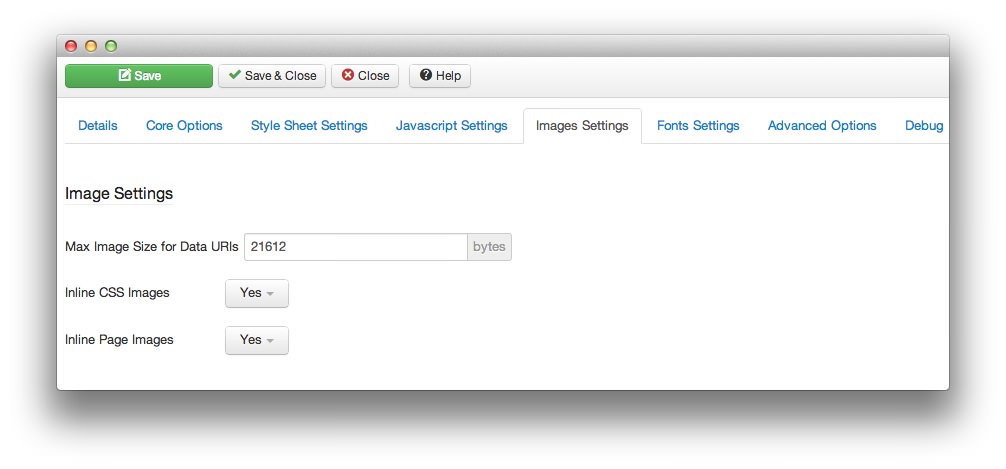 Save Save & Close Close Help
Details Core Options Style Sheet Settings Javascript Settings Images Settings Fonts Settings Advanced Options Debug
Image Settings
Max Image Size for Data URIs 21612 bytes
Inline CSS Images Yes
Inline Page Images Yes